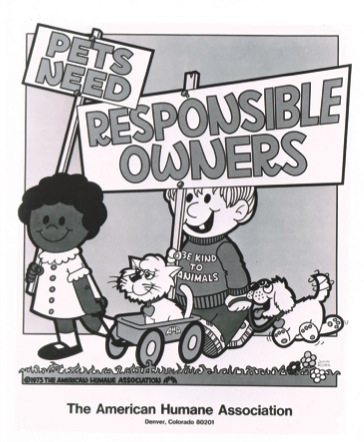 PETS
NEED
RESPONSIBLE
OWNERS
BE KIND
TO
ANIMALS
©1973 THE AMERICAN HUMANE ASSOCIATION
The American Humane Association
Denver, Colorado 80201